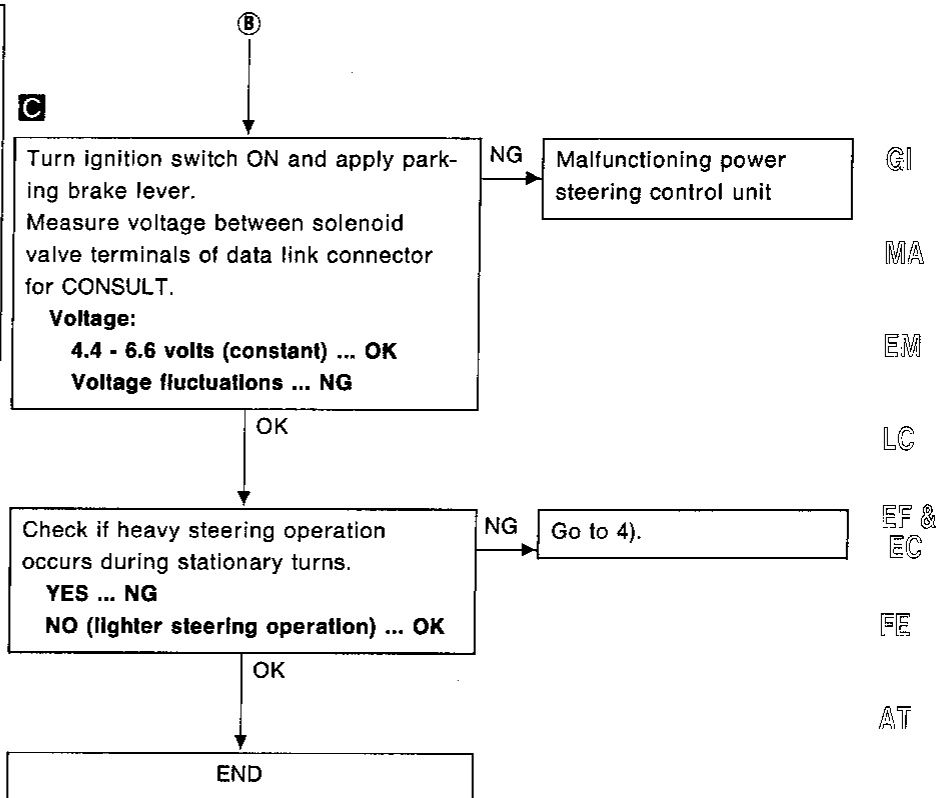 B
C
Turn ignition switch ON and apply park-
ing brake lever.
Measure voltage between solenoid
valve terminals of data link connector
for CONSULT.
Voltage:
4.4 - 6.6 volts (constant) ... OK
Voltage fluctuations ... NG
NG
Malfunctioning power
steering control unit
OK
Check if heavy steering operation
occurs during stationary turns.
YES ... NG
NO (lighter steering operation) ... OK
NG
Go to 4).
OK
END
GI
MA
EM
LC
EF &
EC
FE
AT